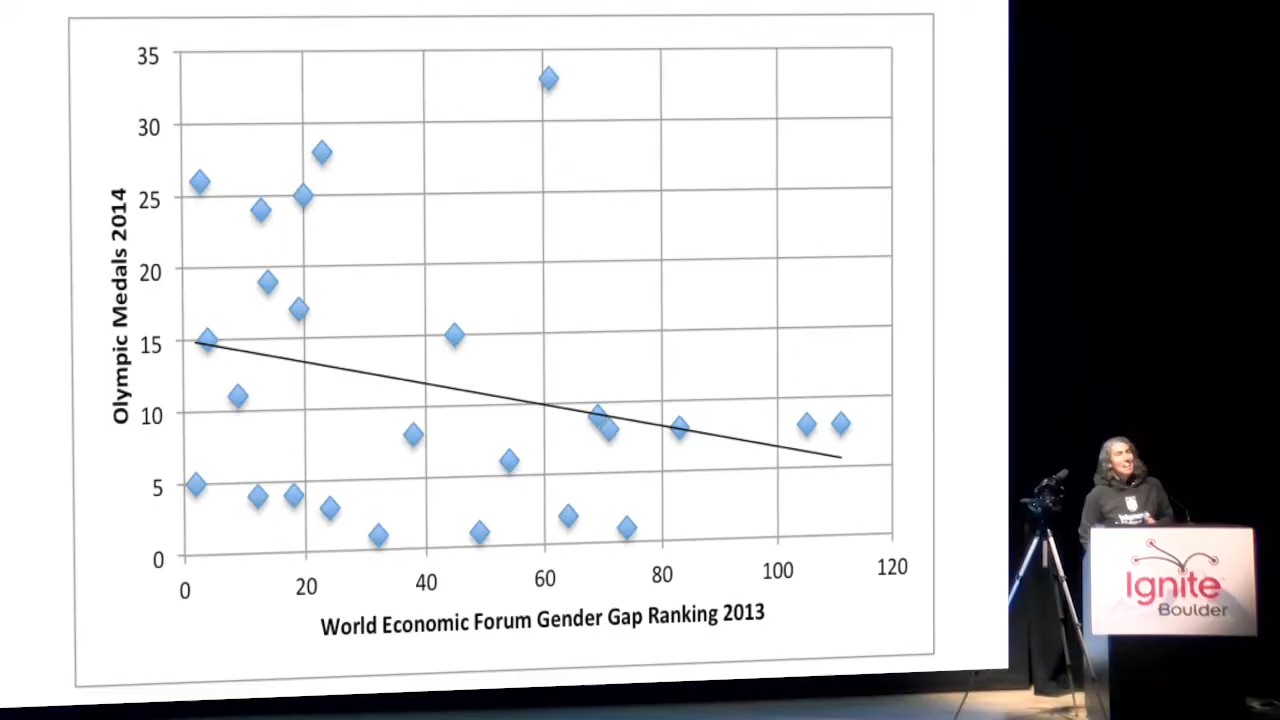 35
30
25
20
15
10
5
0
Olympic Medals 2014
0 20 40 60 80 100 120
World Economic Forum Gender Gap Ranking 2013
Ignite
Boulder